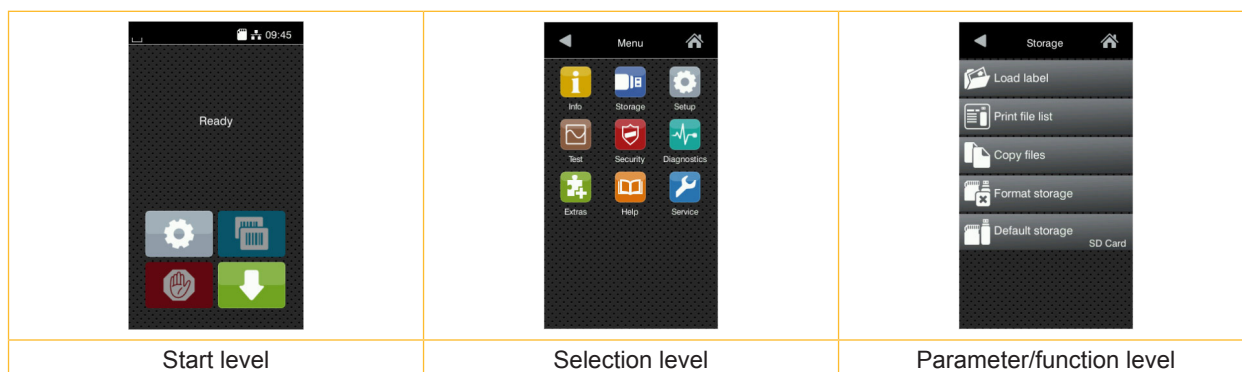 09:45
Ready
Menu
Info Storage Setup
Test Security Diagnostics
Extras Help Service
Storage
Load label
Print file list
Copy files
Format storage
Default storage
SD Card
Start level
Selection level
Parameter/function level